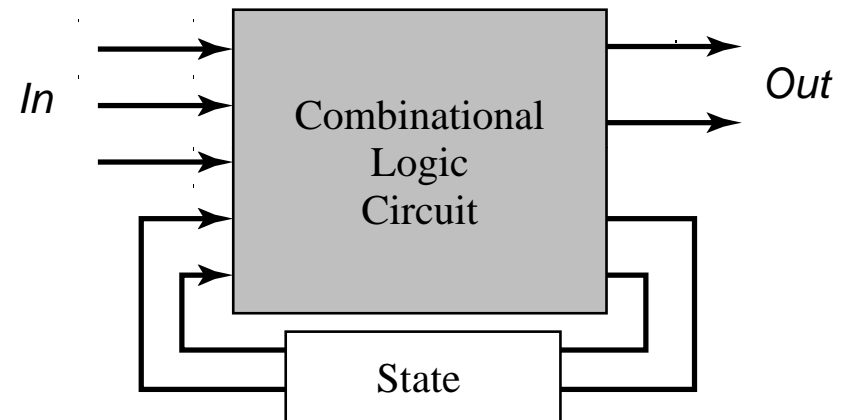 In
Combinational
Logic
Circuit
Out
State